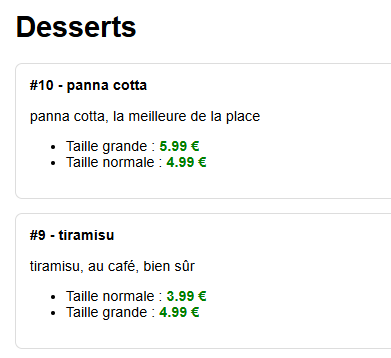 Desserts
#10 - panna cotta
panna cotta, la meilleure de la place
• Taille grande : 5.99 €
• Taille normale : 4.99 €
#9 - tiramisu
tiramisu, au café, bien sûr
• Taille normale : 3.99 €
• Taille grande : 4.99 €